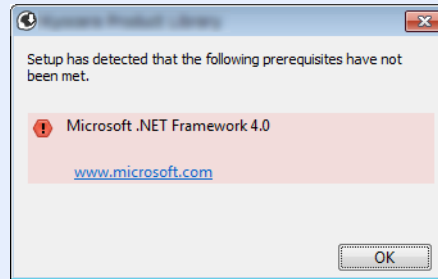 Setup has detected that the following prerequisites have not
been met.
Microsoft .NET Framework 4.0
www.microsoft.com
OK